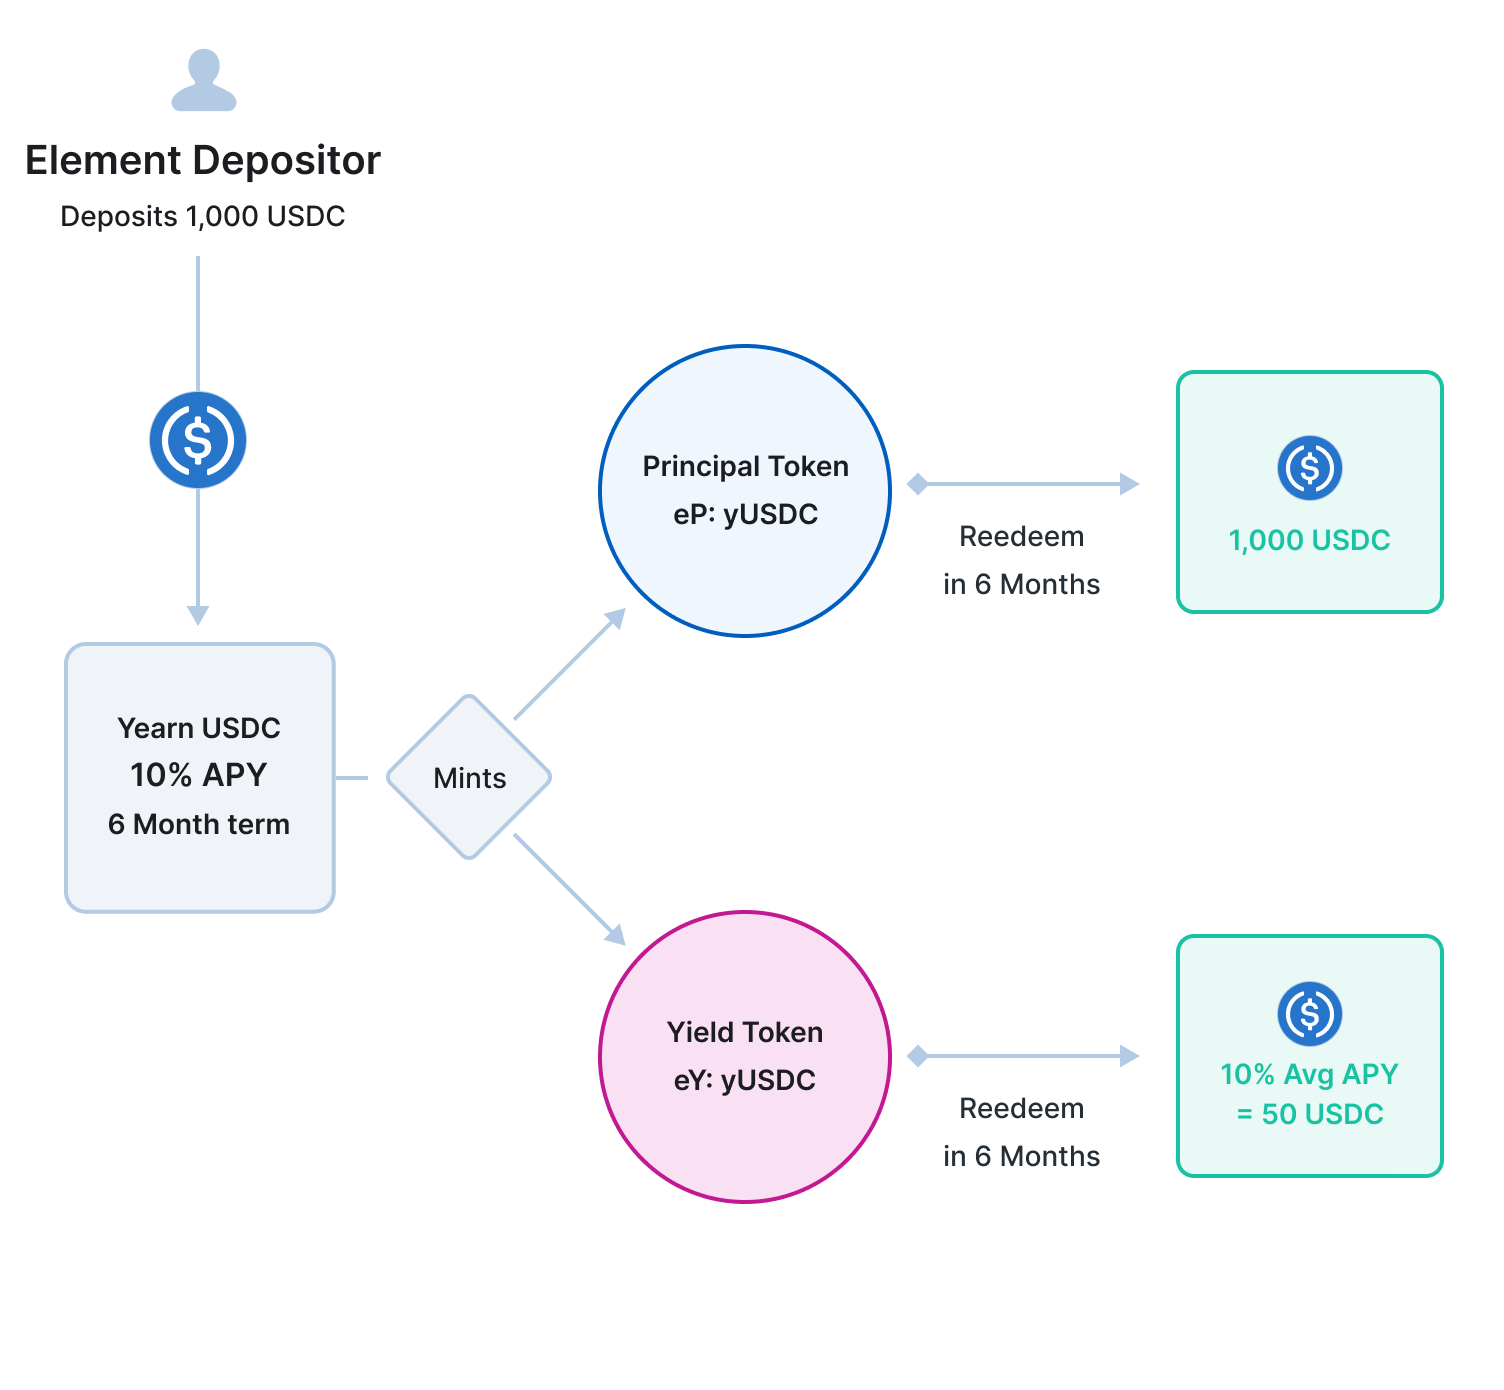 Element Depositor
Deposits 1,000 USDC
Yearn USDC
10% APY
6 Month term
Mints
Principal Token
eP: yUSDC
Reedeem
in 6 Months
1,000 USDC
Yield Token
eY: yUSDC
Reedeem
in 6 Months
10% Avg APY
= 50 USDC